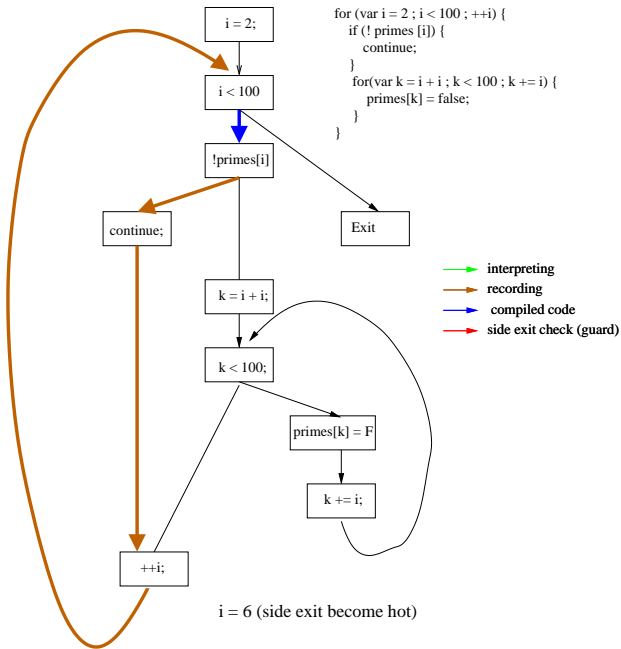 i = 2;
for (var i = 2 ; i < 100 ; ++i) {
if (! primes [i]) {
continue;
}
for(var k = i + i ; k < 100 ; k += i) {
primes[k] = false;
}
}
i < 100
!primes[i]
continue;
Exit
interpreting
recording
compiled code
side exit check (guard)
k = i + i;
k < 100;
primes[k] = F
k += i;
++i;
i = 6 (side exit become hot)